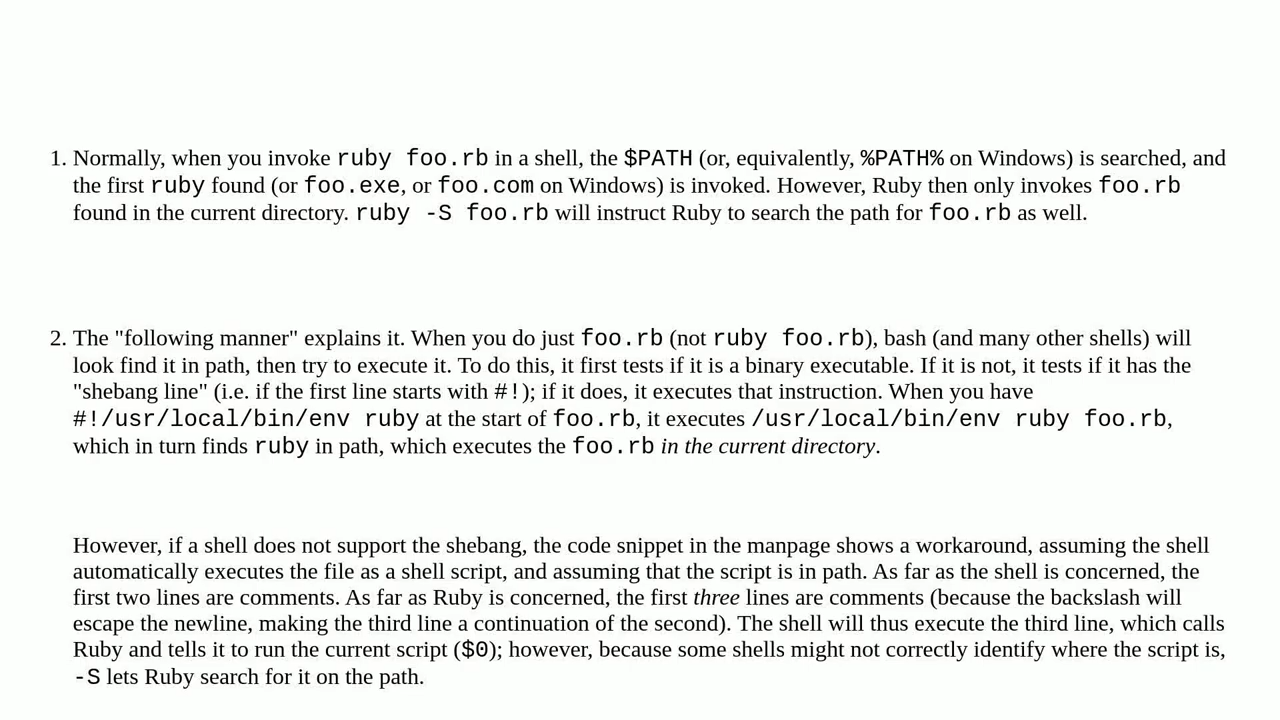 1. Normally, when you invoke ruby foo.rb in a shell, the $PATH (or, equivalently, %PATH% on Windows) is searched, and
the first ruby found (or foo.exe, or foo.com on Windows) is invoked. However, Ruby then only invokes foo.rb
found in the current directory. ruby -S foo.rb will instruct Ruby to search the path for foo.rb as well.
2. The "following manner" explains it. When you do just foo.rb (not ruby foo.rb), bash (and many other shells) will
look find it in path, then try to execute it. To do this, it first tests if it is a binary executable. If it is not, it tests if it has the
"shebang line" (i.e. if the first line starts with #!); if it does, it executes that instruction. When you have
#!/usr/local/bin/env ruby at the start of foo.rb, it executes /usr/local/bin/env ruby foo.rb,
which in turn finds ruby in path, which executes the foo.rb in the current directory.
However, if a shell does not support the shebang, the code snippet in the manpage shows a workaround, assuming the shell
automatically executes the file as a shell script, and assuming that the script is in path. As far as the shell is concerned, the
first two lines are comments. As far as Ruby is concerned, the first three lines are comments (because the backslash will
escape the newline, making the third line a continuation of the second). The shell will thus execute the third line, which calls
Ruby and tells it to run the current script ($0); however, because some shells might not correctly identify where the script is,
-S lets Ruby search for it on the path.